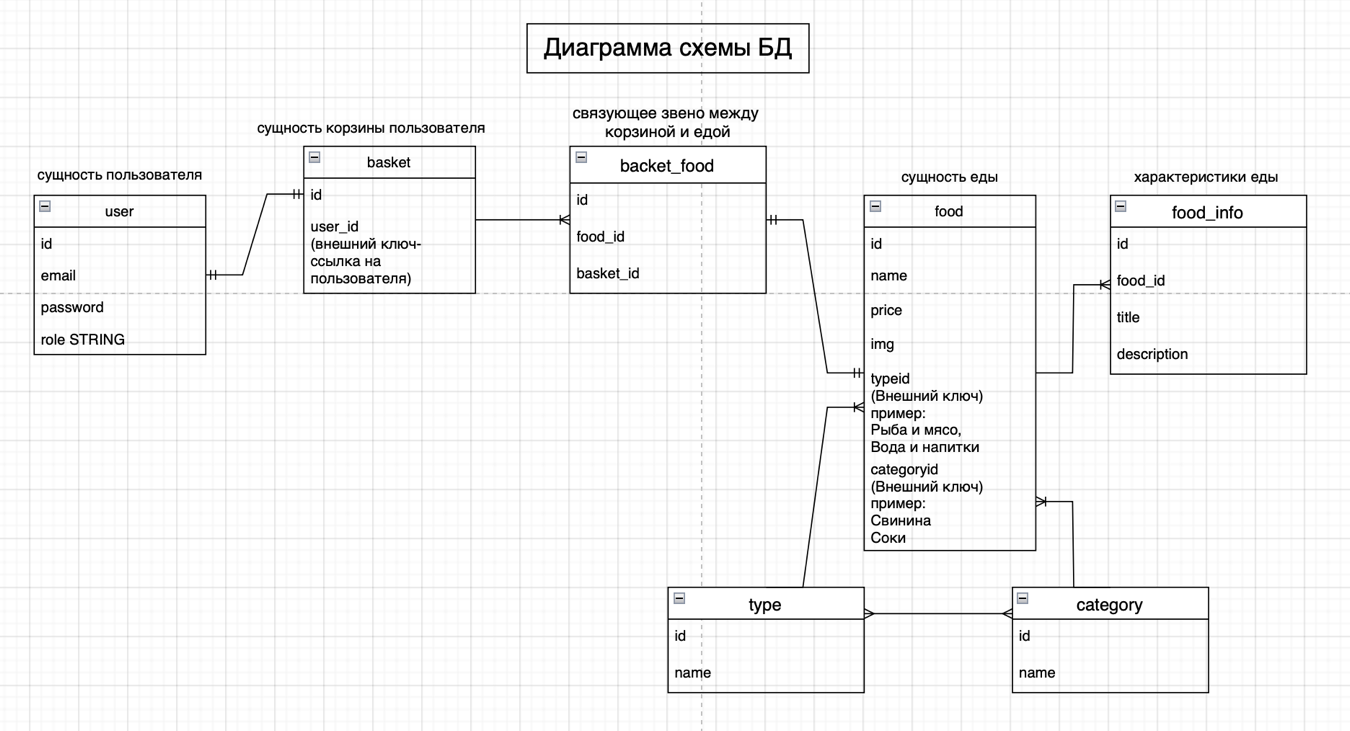 Диаграмма схемы БД
сущность пользователя
user
id
email
password
role STRING
сущность корзины пользователя
basket
id
user_id
(внешний ключ-
ссылка на
пользователя)
связующее звено между
корзиной и едой
backet_food
id
food_id
basket_id
сущность еды
food
id
name
price
img
typeid
(Внешний ключ)
пример:
Рыба и мясо,
Вода и напитки
categoryid
(Внешний ключ)
пример:
Свинина
Соки
характеристики еды
food_info
id
food_id
title
description
type
id
name
category
id
name